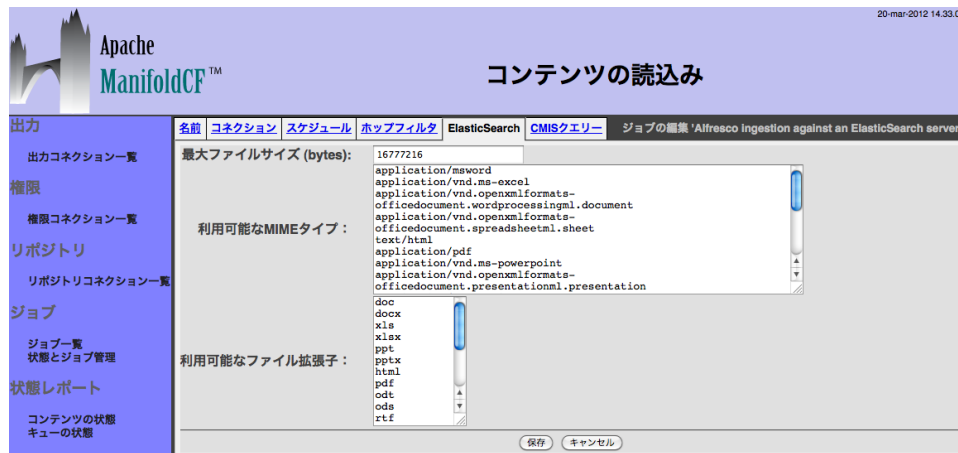 20-mar-2012 14.33.0
Apache
ManifoldCF™
コンテンツの読込み
出力
出力コネクション一覧
権限
権限コネクション一覧
リポジトリ
リポジトリコネクション一覧
ジョブ
ジョブ一覧
状態とジョブ管理
状態レポート
コンテンツの状態
キューの状態
名前 コネクション スケジュール ホップフィルタ ElasticSearch CMISクエリー ジョブの編集 'Alfresco ingestion against an ElasticSearch server
最大ファイルサイズ (bytes): 16777216
利用可能なMIMEタイプ：
application/msword
application/vnd.ms-excel
application/vnd.openxmlformats-
officedocument.wordprocessingml.document
application/vnd.openxmlformats-
officedocument.spreadsheetml.sheet
text/html
application/pdf
application/vnd.ms-powerpoint
application/vnd.openxmlformats-
officedocument.presentationml.presentation
利用可能なファイル拡張子：
doc
docx
xls
xlsx
ppt
pptx
html
pdf
odt
ods
rtf
保存 キャンセル